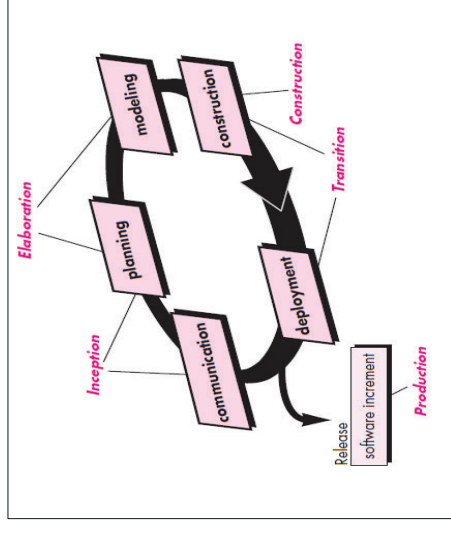 Elaboration
planning
modeling
Inception
communication
construction
Construction
deployment
Transition
Release
software increment
Production